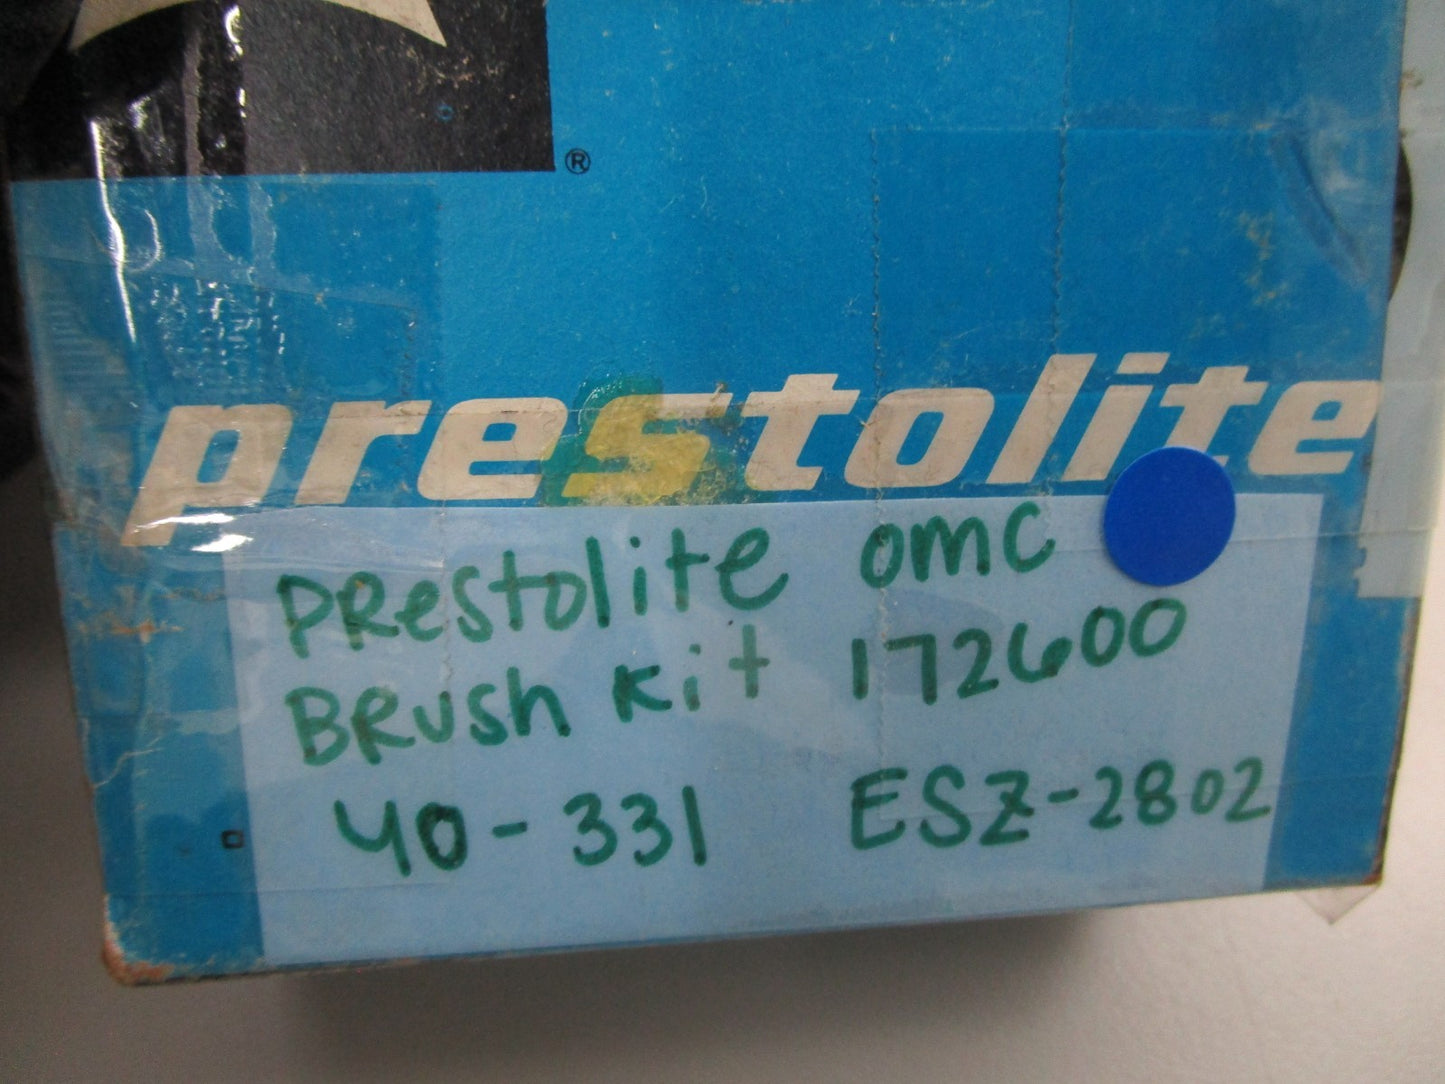 ®
prestolite
PRestolite OMC
BRush Kit 172600
40-331 ESZ-2802